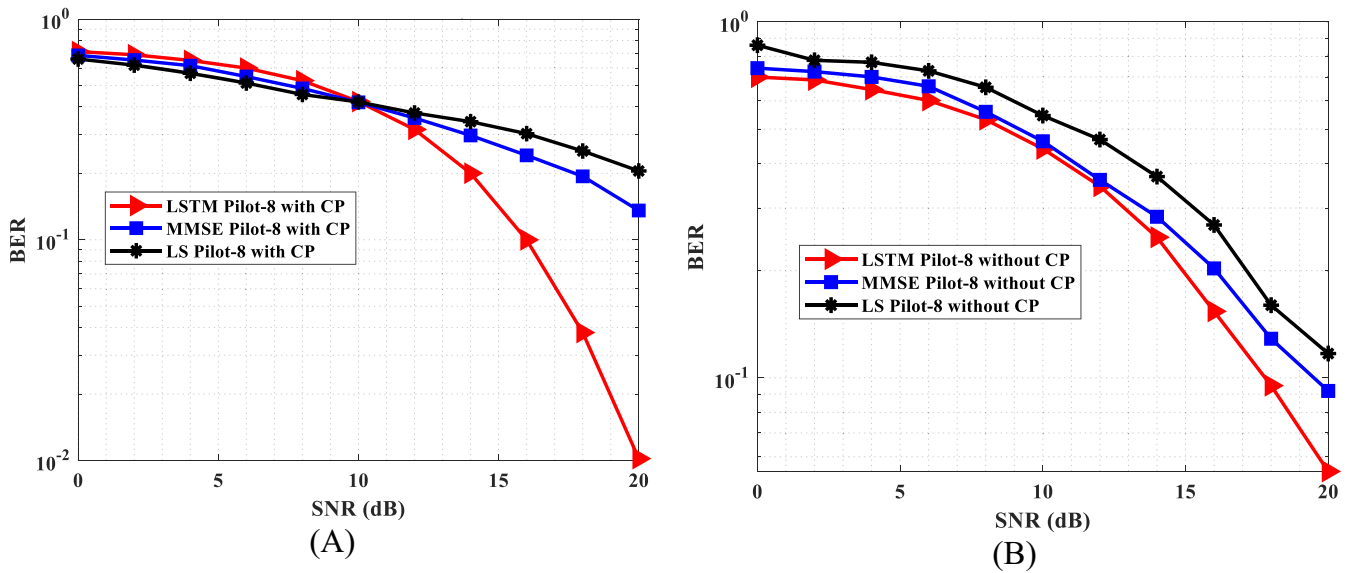 10^0
10^-1
10^-2
BER
0
5
10
15
20
SNR (dB)
LSTM Pilot-8 with CP
MMSE Pilot-8 with CP
LS Pilot-8 with CP
(A)
10^0
10^-1
BER
0
5
10
15
20
SNR (dB)
LSTM Pilot-8 without CP
MMSE Pilot-8 without CP
LS Pilot-8 without CP
(B)